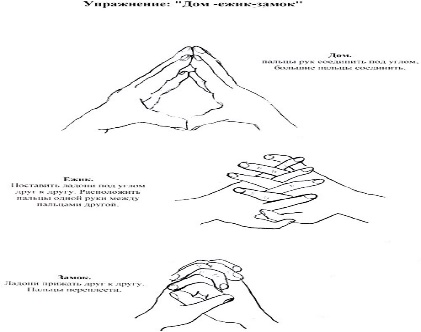 Упражнение: "Дом -ежик-замок"
Дом.
пальцы рук соединить под углом,
большие пальцы соединить.
Ежик.
Поставить ладони под углом
друг к другу. Расположить
пальцы одной руки между
пальцами другов.
Замок.
Ладони прижать друг к другу.
Пальцы переплести.